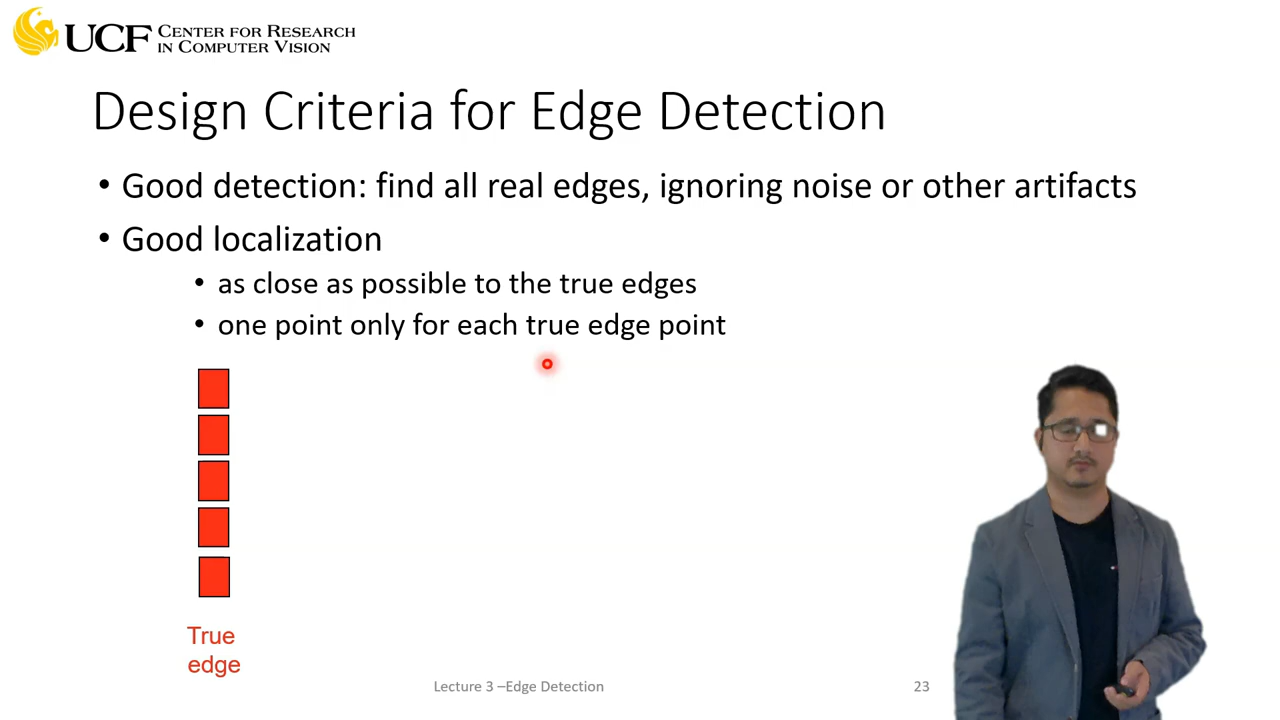 UCF CENTER FOR RESEARCH
IN COMPUTER VISION
Design Criteria for Edge Detection
• Good detection: find all real edges, ignoring noise or other artifacts
• Good localization
• as close as possible to the true edges
• one point only for each true edge point
True
edge
Lecture 3 –Edge Detection
23